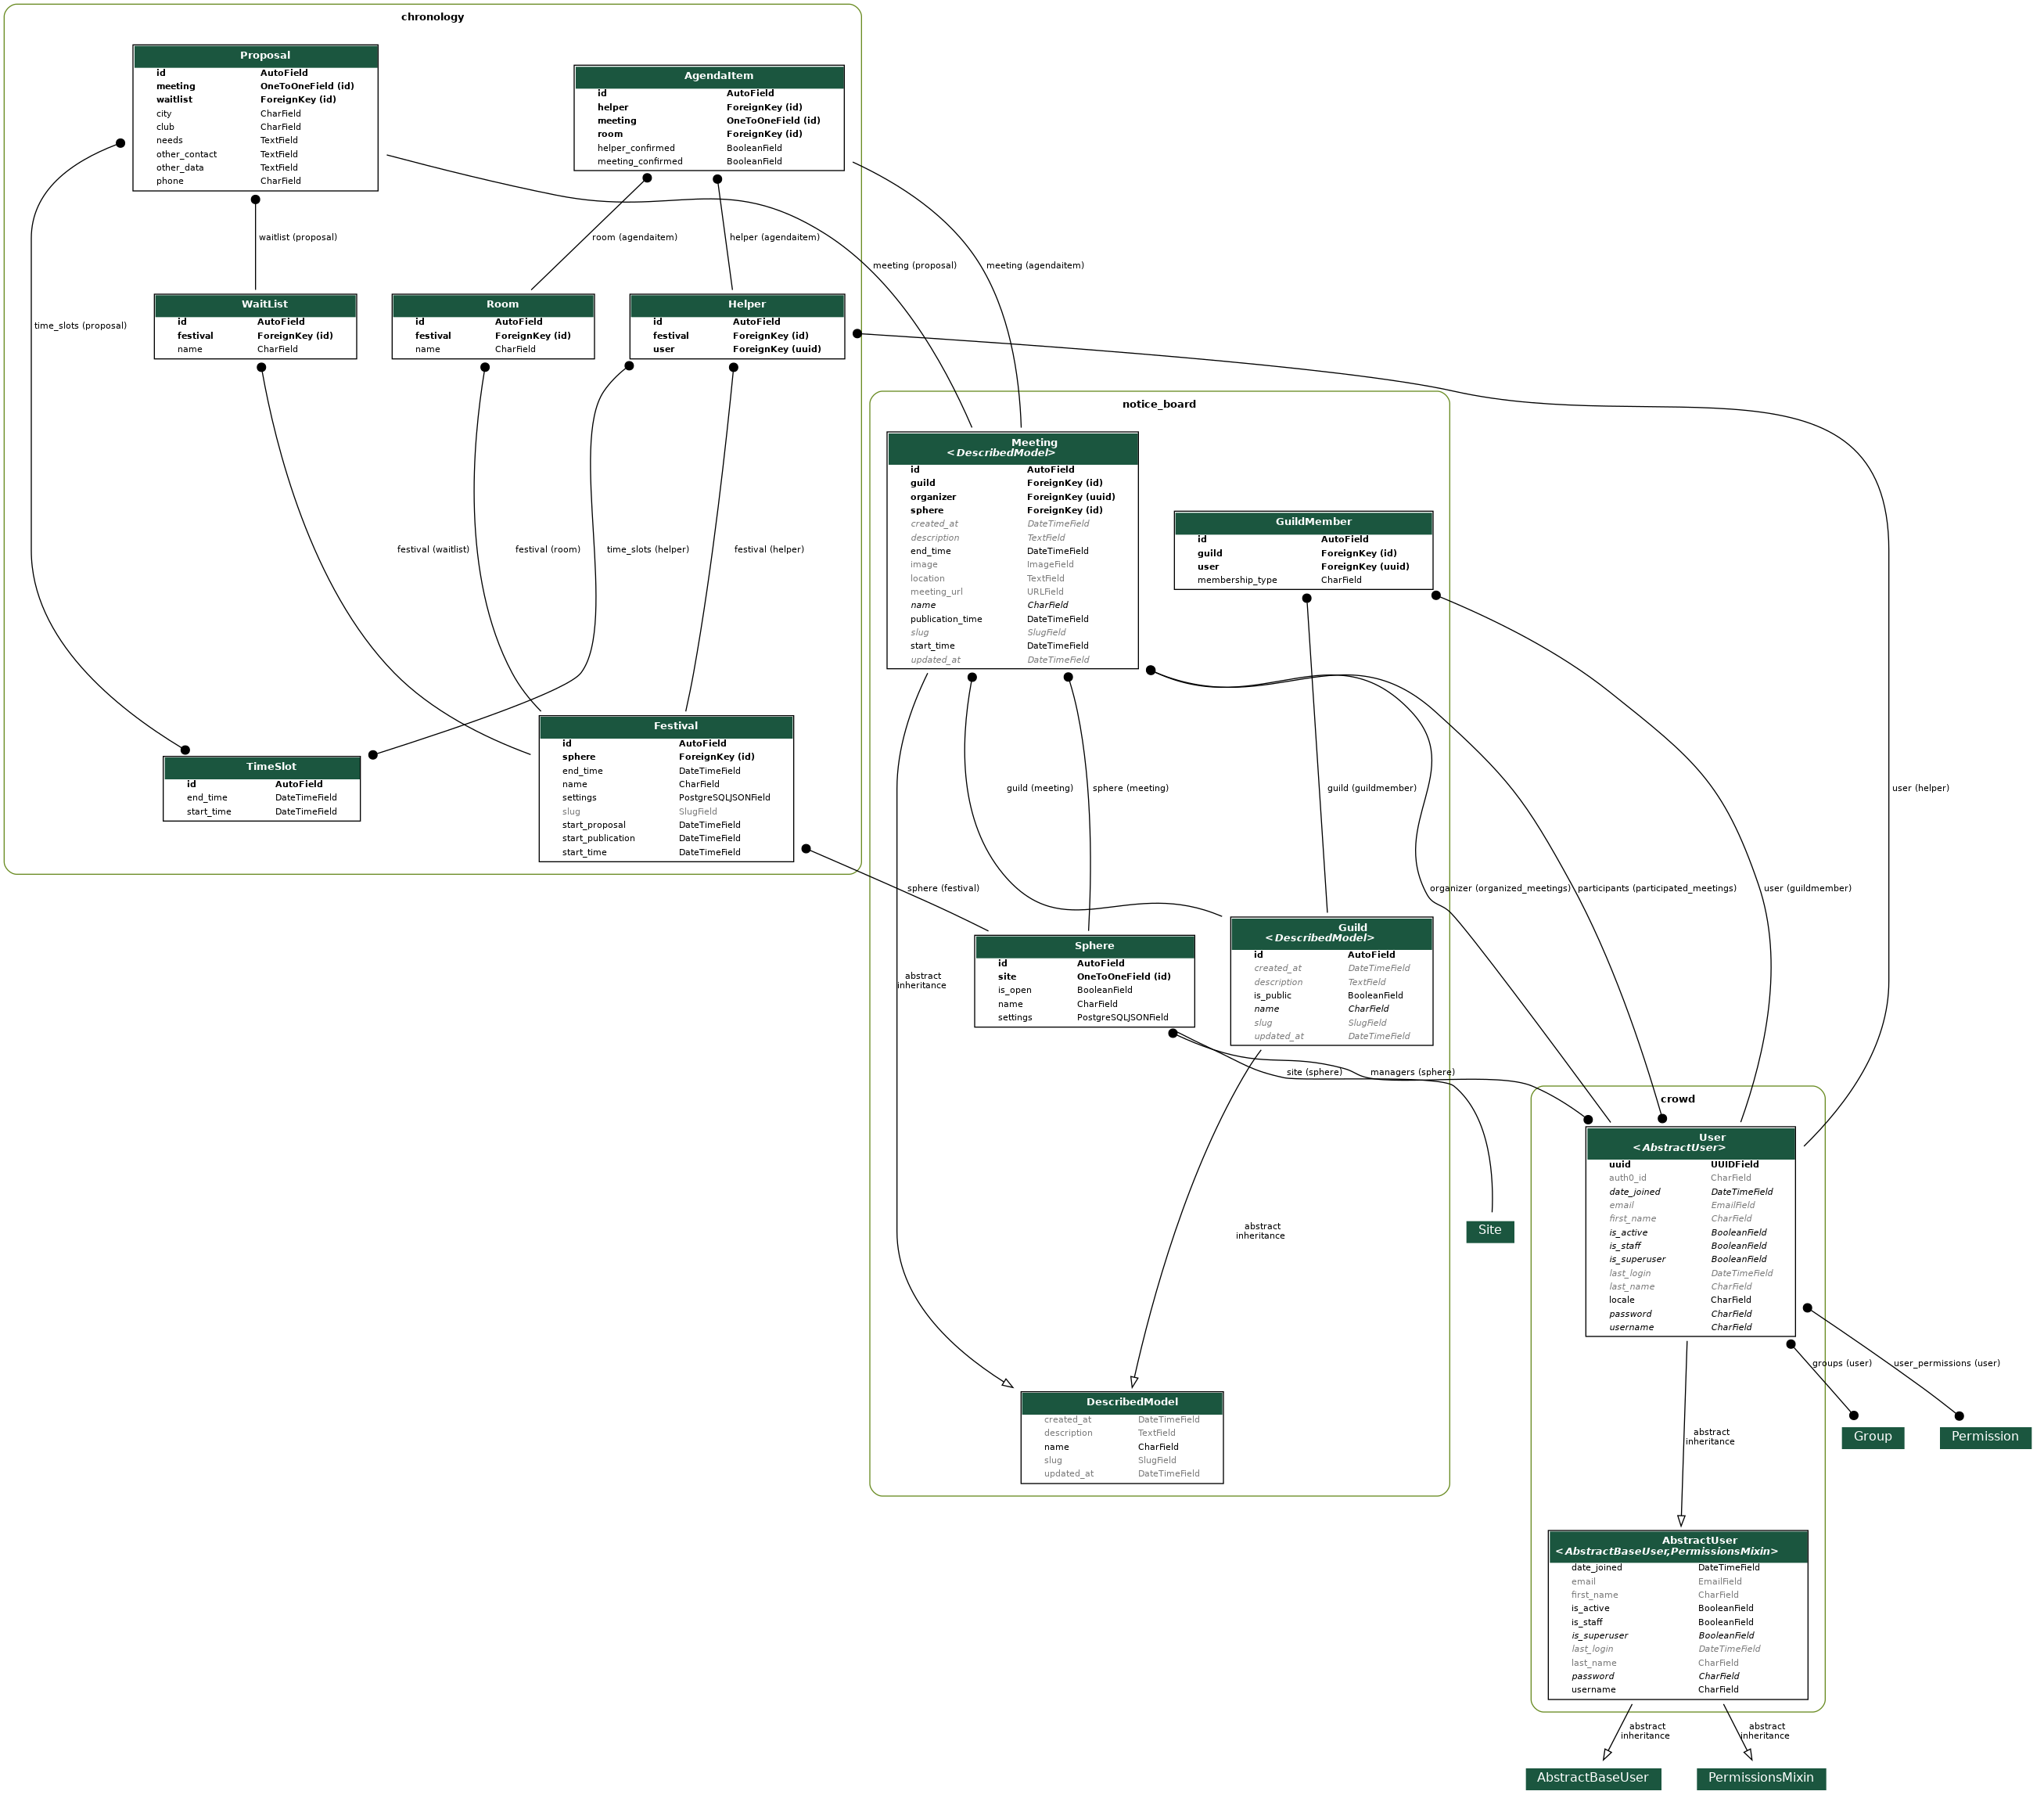 chronology
Proposal
id AutoField
meeting OneToOneField (id)
waitlist ForeignKey (id)
city CharField
club CharField
needs TextField
other_contact TextField
other_data TextField
phone CharField
AgendaItem
id AutoField
helper ForeignKey (id)
meeting OneToOneField (id)
room ForeignKey (id)
helper_confirmed BooleanField
meeting_confirmed BooleanField
waitlist (proposal)
room (agendaitem)
helper (agendaitem)
meeting (proposal)
meeting (agendaitem)
time_slots (proposal)
WaitList
id AutoField
festival ForeignKey (id)
name CharField
Room
id AutoField
festival ForeignKey (id)
name CharField
Helper
id AutoField
festival ForeignKey (id)
user ForeignKey (uuid)
festival (waitlist)
festival (room)
time_slots (helper)
festival (helper)
TimeSlot
id AutoField
end_time DateTimeField
start_time DateTimeField
Festival
id AutoField
sphere ForeignKey (id)
end_time DateTimeField
name CharField
settings PostgreSQLJSONField
slug SlugField
start_proposal DateTimeField
start_publication DateTimeField
start_time DateTimeField
notice_board
Meeting
<DescribedModel>
id AutoField
guild ForeignKey (id)
organizer ForeignKey (uuid)
sphere ForeignKey (id)
created_at DateTimeField
description TextField
end_time DateTimeField
image ImageField
location TextField
meeting_url URLField
name CharField
publication_time DateTimeField
slug SlugField
start_time DateTimeField
updated_at DateTimeField
GuildMember
id AutoField
guild ForeignKey (id)
user ForeignKey (uuid)
membership_type CharField
guild (meeting)
sphere (meeting)
guild (guildmember)
user (helper)
sphere (festival)
organizer (organized_meetings)
participants (participated_meetings)
user (guildmember)
abstract
inheritance
Sphere
id AutoField
site OneToOneField (id)
is_open BooleanField
name CharField
settings PostgreSQLJSONField
Guild
<DescribedModel>
id AutoField
created_at DateTimeField
description TextField
is_public BooleanField
name CharField
slug SlugField
updated_at DateTimeField
site (sphere)
managers (sphere)
abstract
inheritance
Site
DescribedModel
created_at DateTimeField
description TextField
name CharField
slug SlugField
updated_at DateTimeField
crowd
User
<AbstractUser>
uuid UUIDField
auth0_id CharField
date_joined DateTimeField
email EmailField
first_name CharField
is_active BooleanField
is_staff BooleanField
is_superuser BooleanField
last_login DateTimeField
last_name CharField
locale CharField
password CharField
username CharField
groups (user)
user_permissions (user)
Group
Permission
abstract
inheritance
AbstractUser
<AbstractBaseUser,PermissionsMixin>
date_joined DateTimeField
email EmailField
first_name CharField
is_active BooleanField
is_staff BooleanField
is_superuser BooleanField
last_login DateTimeField
last_name CharField
password CharField
username CharField
abstract
inheritance
abstract
inheritance
AbstractBaseUser
PermissionsMixin